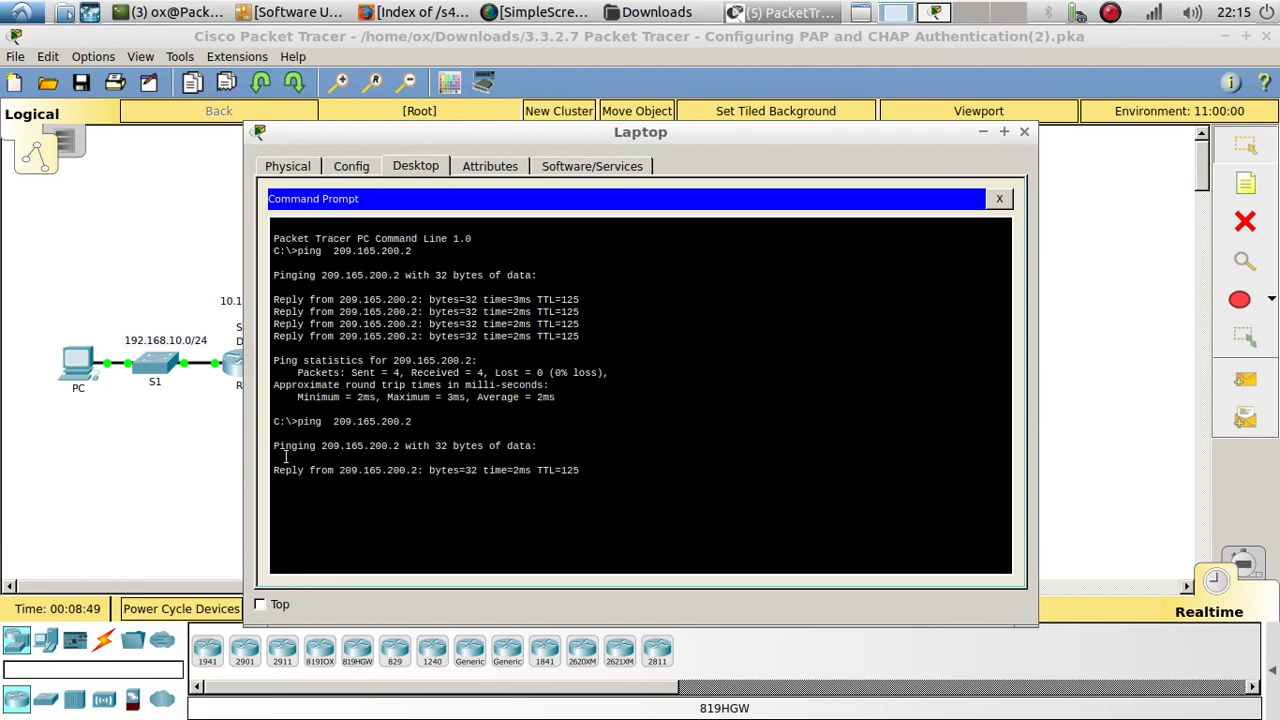 (3) ox@Pack...
[Software U...
[Index of /s4...
[SimpleScre...
Downloads
(5) PacketTr...
22:15
Cisco Packet Tracer - /home/ox/Downloads/3.3.2.7 Packet Tracer - Configuring PAP and CHAP Authentication(2).pka
File Edit Options View Tools Extensions Help
Logical
Back
[Root]
New Cluster
Move Object
Set Tiled Background
Viewport
Environment: 11:00:00
Laptop
Physical
Config
Desktop
Attributes
Software/Services
Command Prompt
X
Packet Tracer PC Command Line 1.0
C:\>ping  209.165.200.2
Pinging 209.165.200.2 with 32 bytes of data:
Reply from 209.165.200.2: bytes=32 time=3ms TTL=125
Reply from 209.165.200.2: bytes=32 time=2ms TTL=125
Reply from 209.165.200.2: bytes=32 time=2ms TTL=125
Reply from 209.165.200.2: bytes=32 time=2ms TTL=125
Ping statistics for 209.165.200.2:
Packets: Sent = 4, Received = 4, Lost = 0 (0% loss),
Approximate round trip times in milli-seconds:
Minimum = 2ms, Maximum = 3ms, Average = 2ms
C:\>ping  209.165.200.2
Pinging 209.165.200.2 with 32 bytes of data:
Reply from 209.165.200.2: bytes=32 time=2ms TTL=125
10.1
S
192.168.10.0/24
D
PC
S1
R
Top
Time: 00:08:49
Power Cycle Devices
Realtime
1941
2901
2911
819IOX
819HGW
829
1240
Generic
Generic
1841
2620XM
2621XM
2811
819HGW